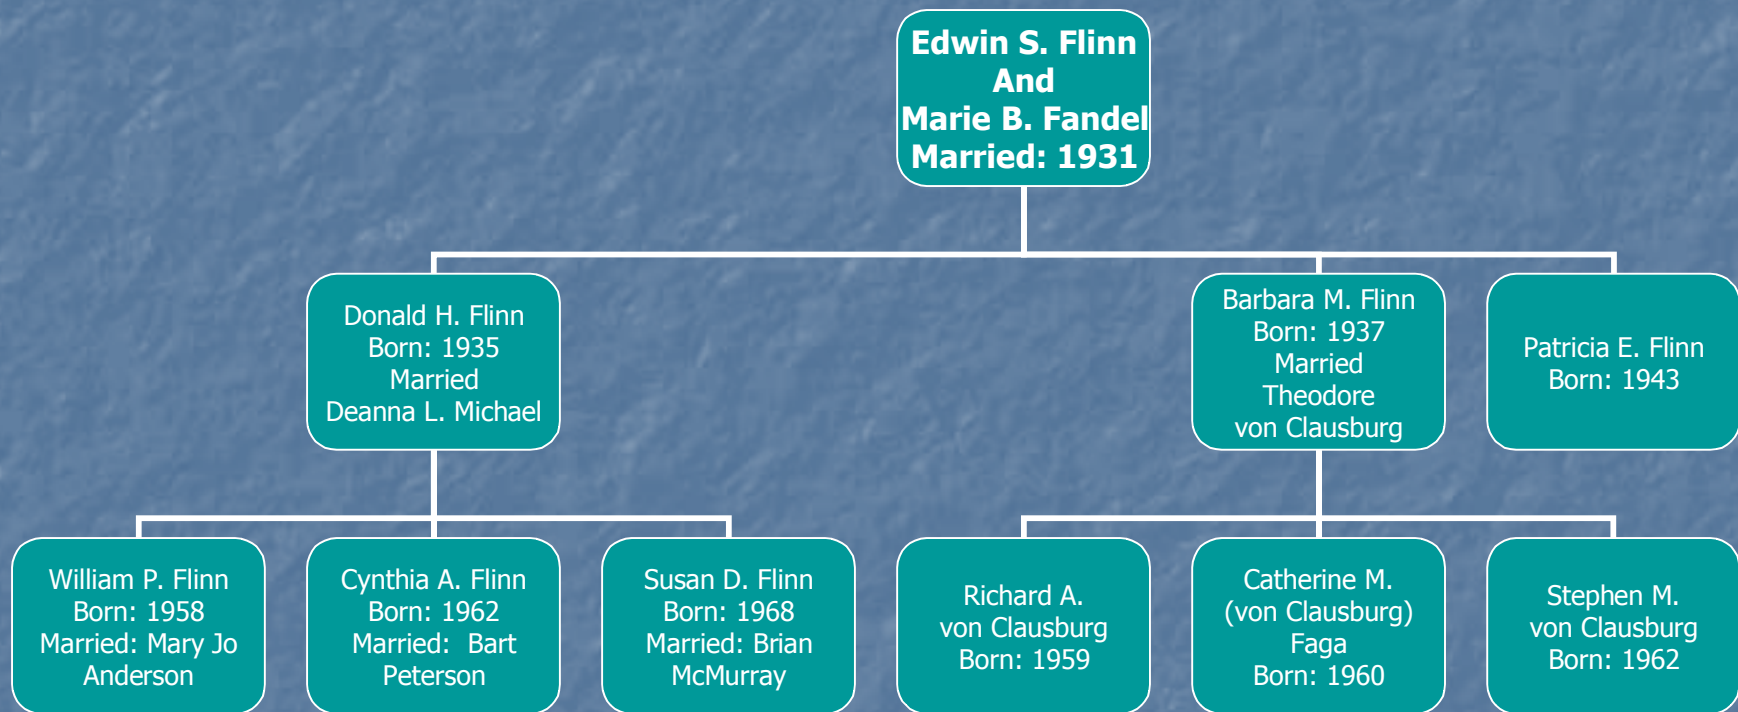 Edwin S. Flinn
And
Marie B. Fandel
Married: 1931
Donald H. Flinn
Born: 1935
Married
Deanna L. Michael
Barbara M. Flinn
Born: 1937
Married
Theodore
von Clausburg
Patricia E. Flinn
Born: 1943
William P. Flinn
Born: 1958
Married: Mary Jo
Anderson
Cynthia A. Flinn
Born: 1962
Married:  Bart
Peterson
Susan D. Flinn
Born: 1968
Married: Brian
McMurray
Richard A.
von Clausburg
Born: 1959
Catherine M.
(von Clausburg)
Faga
Born: 1960
Stephen M.
von Clausburg
Born: 1962